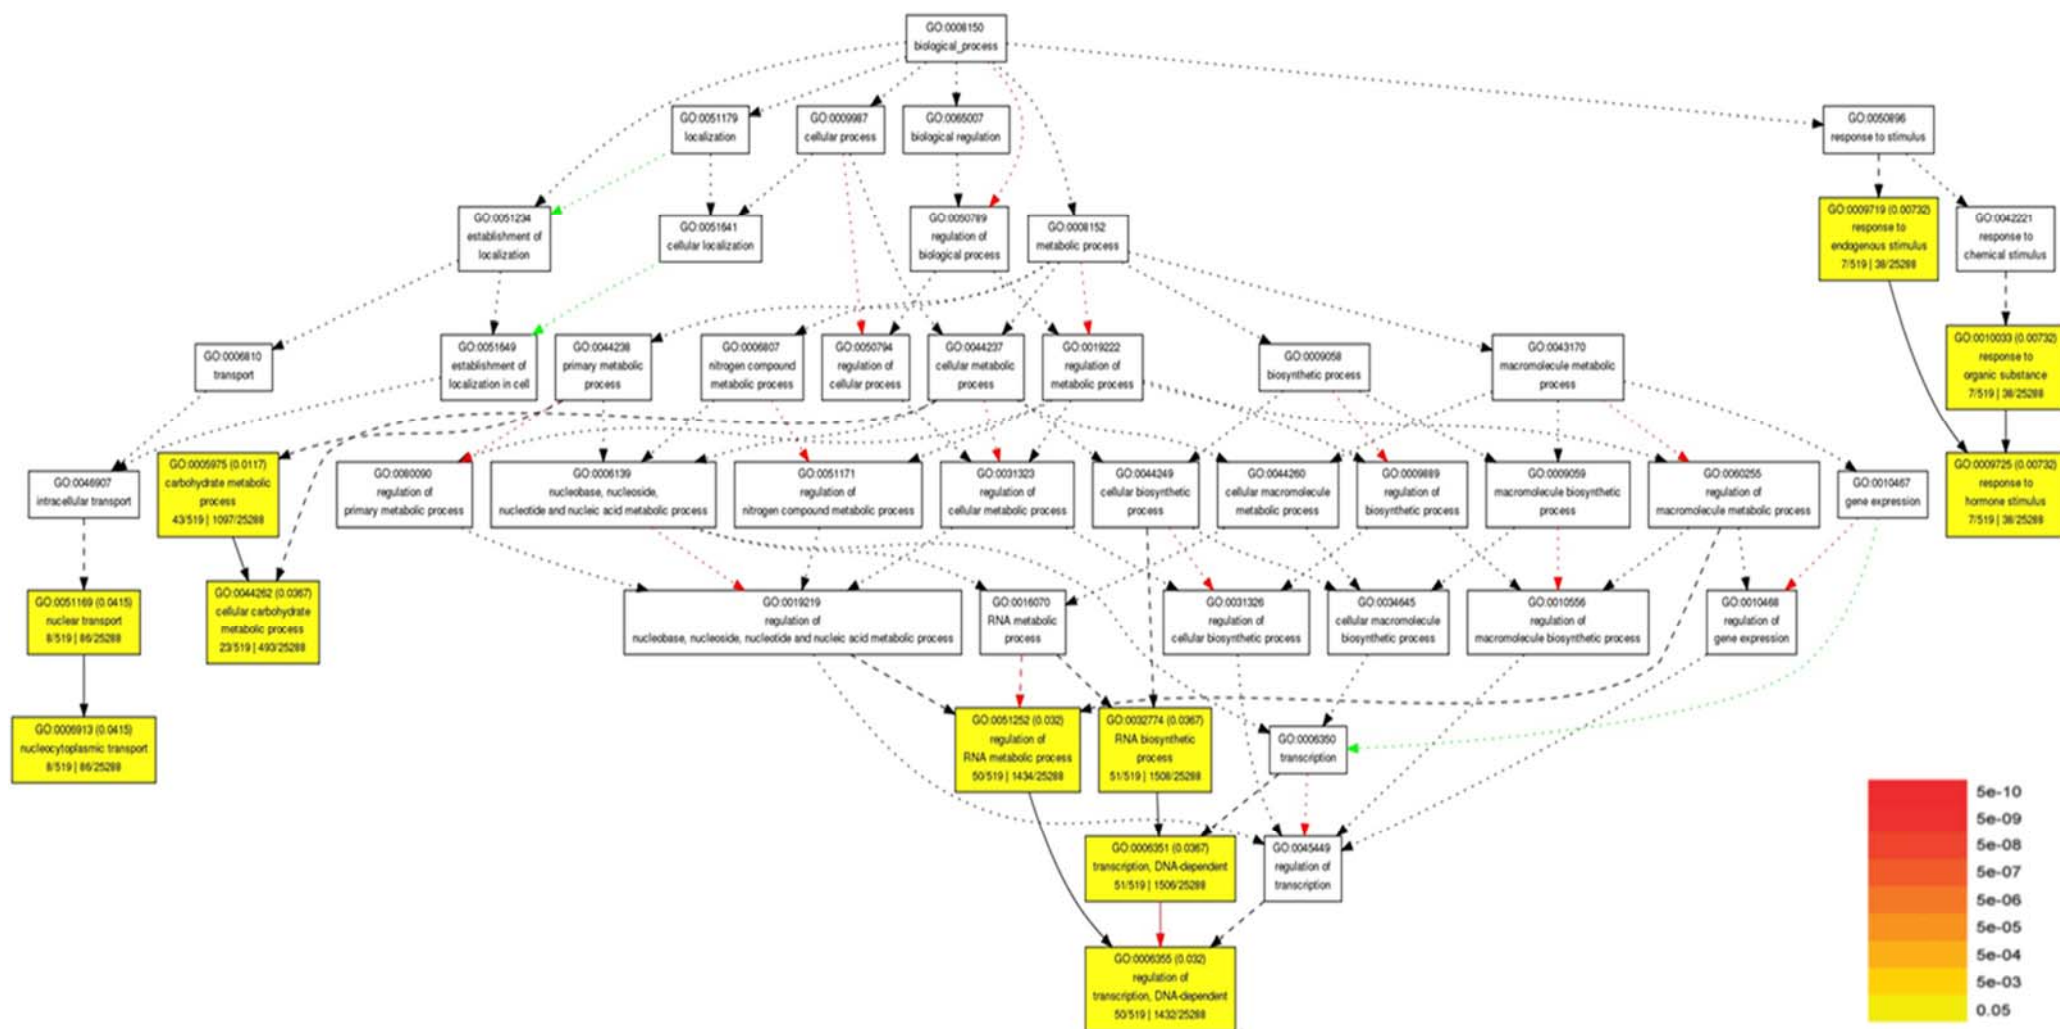 GO:0008150
biological_process
GO:0051179
localization
GO:0009987
cellular process
GO:0065007
biological regulation
GO:0050896
response to stimulus
GO:0051234
establishment of
localization
GO:0051641
cellular localization
GO:0050789
regulation of
biological process
GO:0008152
metabolic process
GO:0009719 (0.00732)
response to
endogenous stimulus
7/519 | 38/25288
GO:0042221
response to
chemical stimulus
GO:0006810
transport
GO:0051649
establishment of
localization in cell
GO:0044238
primary metabolic
process
GO:0006807
nitrogen compound
metabolic process
GO:0050794
regulation of
cellular process
GO:0044237
cellular metabolic
process
GO:0019222
regulation of
metabolic process
GO:0009058
biosynthetic process
GO:0043170
macromolecule metabolic
process
GO:0010033 (0.00732)
response to
organic substance
7/519 | 38/25288
GO:0046907
intracellular transport
GO:0005975 (0.0117)
carbohydrate metabolic
process
43/519 | 1097/25288
GO:0080090
regulation of
primary metabolic process
GO:0006139
nucleobase, nucleoside,
nucleotide and nucleic acid metabolic process
GO:0051171
regulation of
nitrogen compound metabolic process
GO:0031323
regulation of
cellular metabolic process
GO:0044249
cellular biosynthetic
process
GO:0044260
cellular macromolecule
metabolic process
GO:0009889
regulation of
biosynthetic process
GO:0009059
macromolecule biosynthetic
process
GO:0060255
regulation of
macromolecule metabolic process
GO:0010467
gene expression
GO:0009725 (0.00732)
response to
hormone stimulus
7/519 | 38/25288
GO:0051169 (0.0415)
nuclear transport
8/519 | 86/25288
GO:0044262 (0.0367)
cellular carbohydrate
metabolic process
23/519 | 493/25288
GO:0019219
regulation of
nucleobase, nucleoside, nucleotide and nucleic acid metabolic process
GO:0016070
RNA metabolic
process
GO:0031326
regulation of
cellular biosynthetic process
GO:0034645
cellular macromolecule
biosynthetic process
GO:0010556
regulation of
macromolecule biosynthetic process
GO:0010468
regulation of
gene expression
GO:0006913 (0.0415)
nucleocytoplasmic transport
8/519 | 86/25288
GO:0051252 (0.032)
regulation of
RNA metabolic process
50/519 | 1434/25288
GO:0032774 (0.0367)
RNA biosynthetic
process
51/519 | 1508/25288
GO:0006350
transcription
GO:0006351 (0.0367)
transcription, DNA-dependent
51/519 | 1506/25288
GO:0045449
regulation of
transcription
GO:0006355 (0.032)
regulation of
transcription, DNA-dependent
50/519 | 1432/25288
5e-10
5e-09
5e-08
5e-07
5e-06
5e-05
5e-04
5e-03
0.05